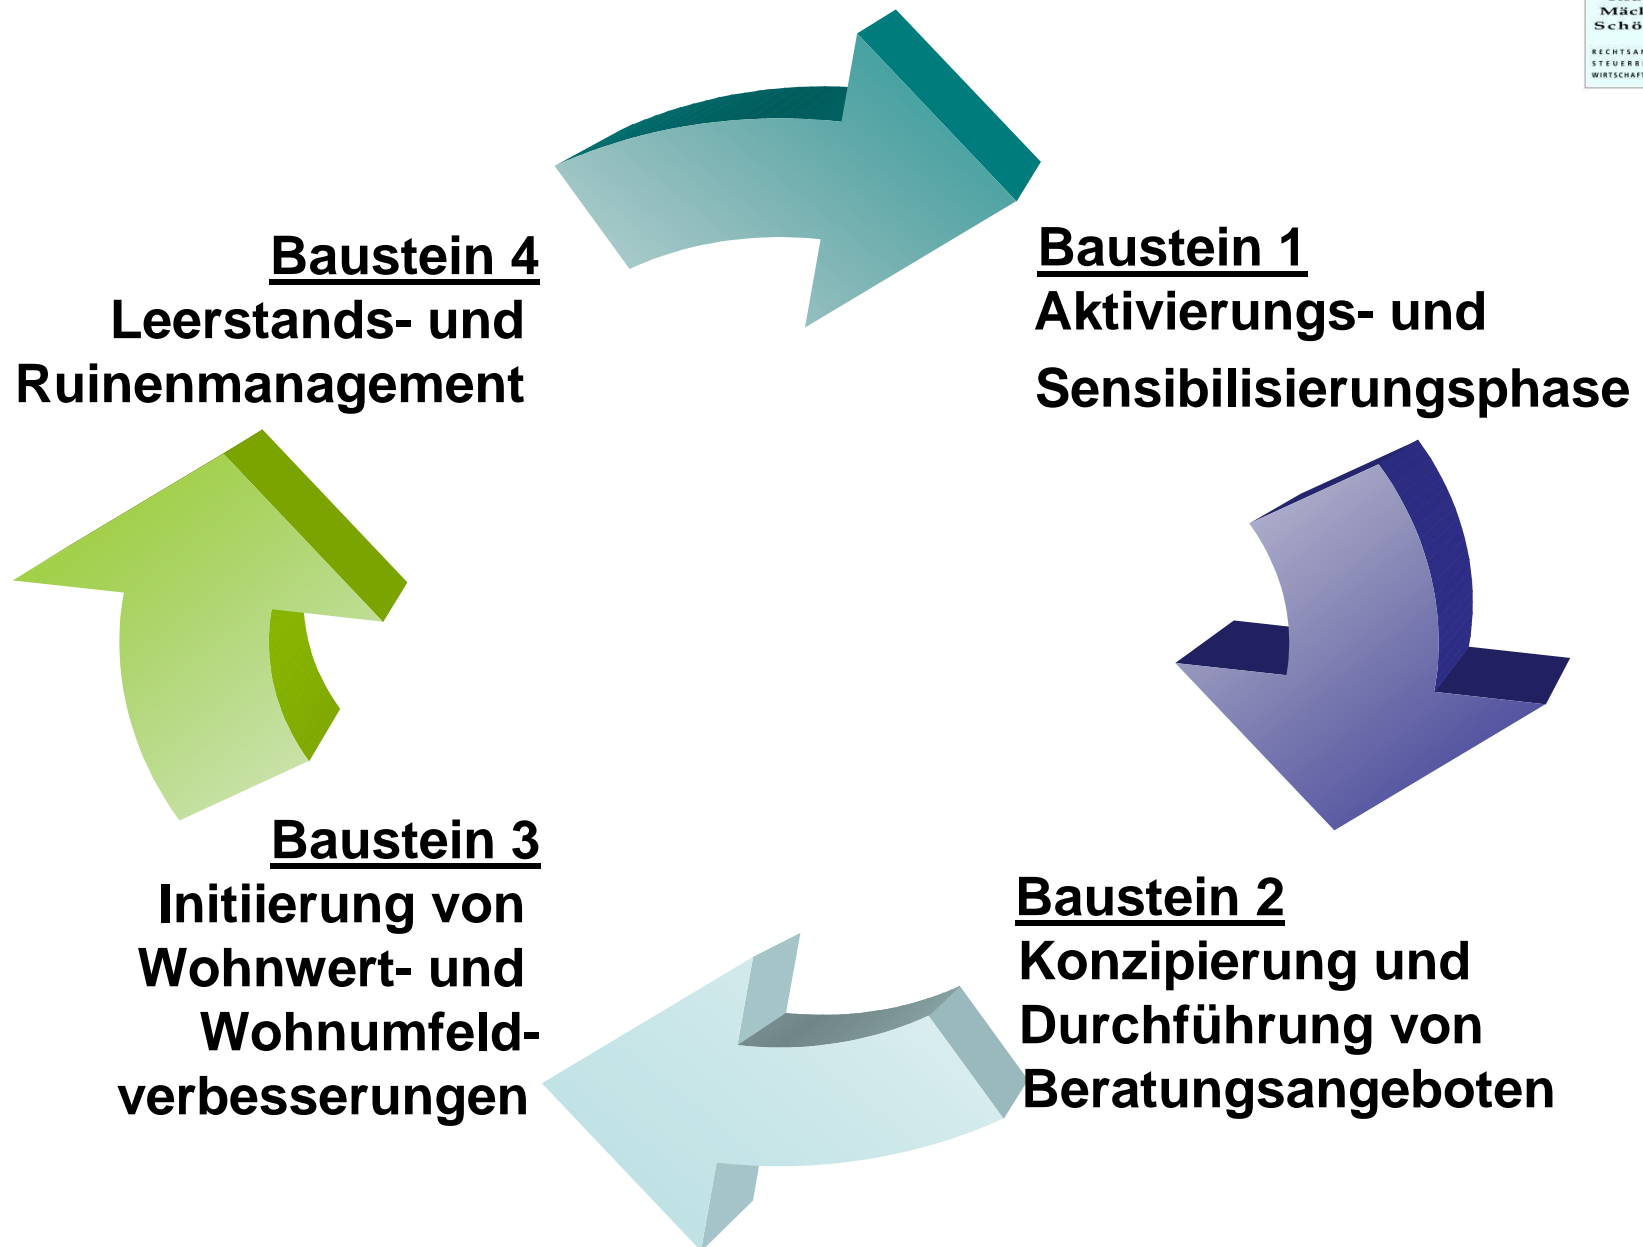 Baustein 4
Leerstands- und
Ruinenmanagement
Baustein 1
Aktivierungs- und
Sensibilisierungsphase
Baustein 3
Initiierung von
Wohnwert- und
Wohnumfeld-
verbesserungen
Baustein 2
Konzipierung und
Durchführung von
Beratungsangeboten